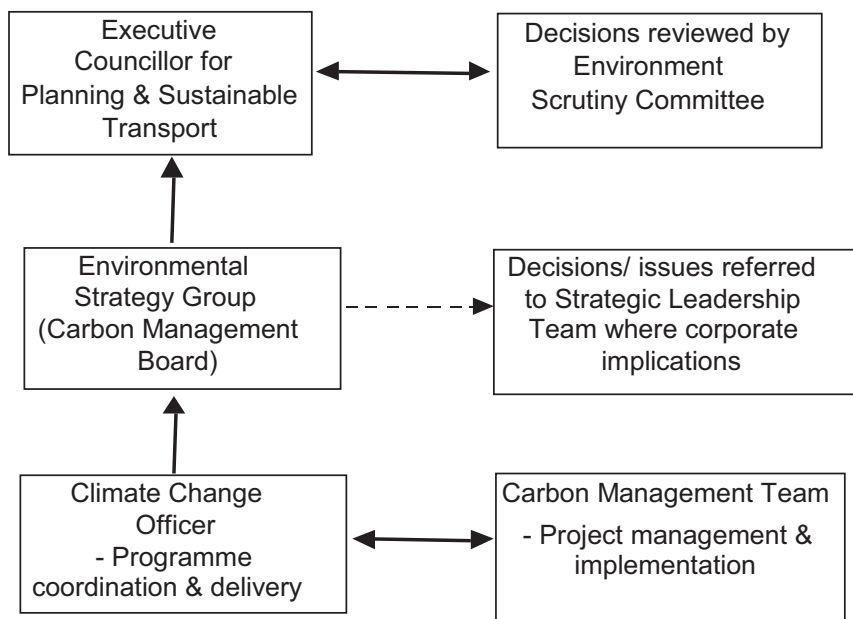 Executive
Councillor for
Planning & Sustainable
Transport
Decisions reviewed by
Environment
Scrutiny Committee
Environmental
Strategy Group
(Carbon Management
Board)
Decisions/ issues referred
to Strategic Leadership
Team where corporate
implications
Climate Change
Officer
- Programme
coordination & delivery
Carbon Management Team
- Project management &
implementation